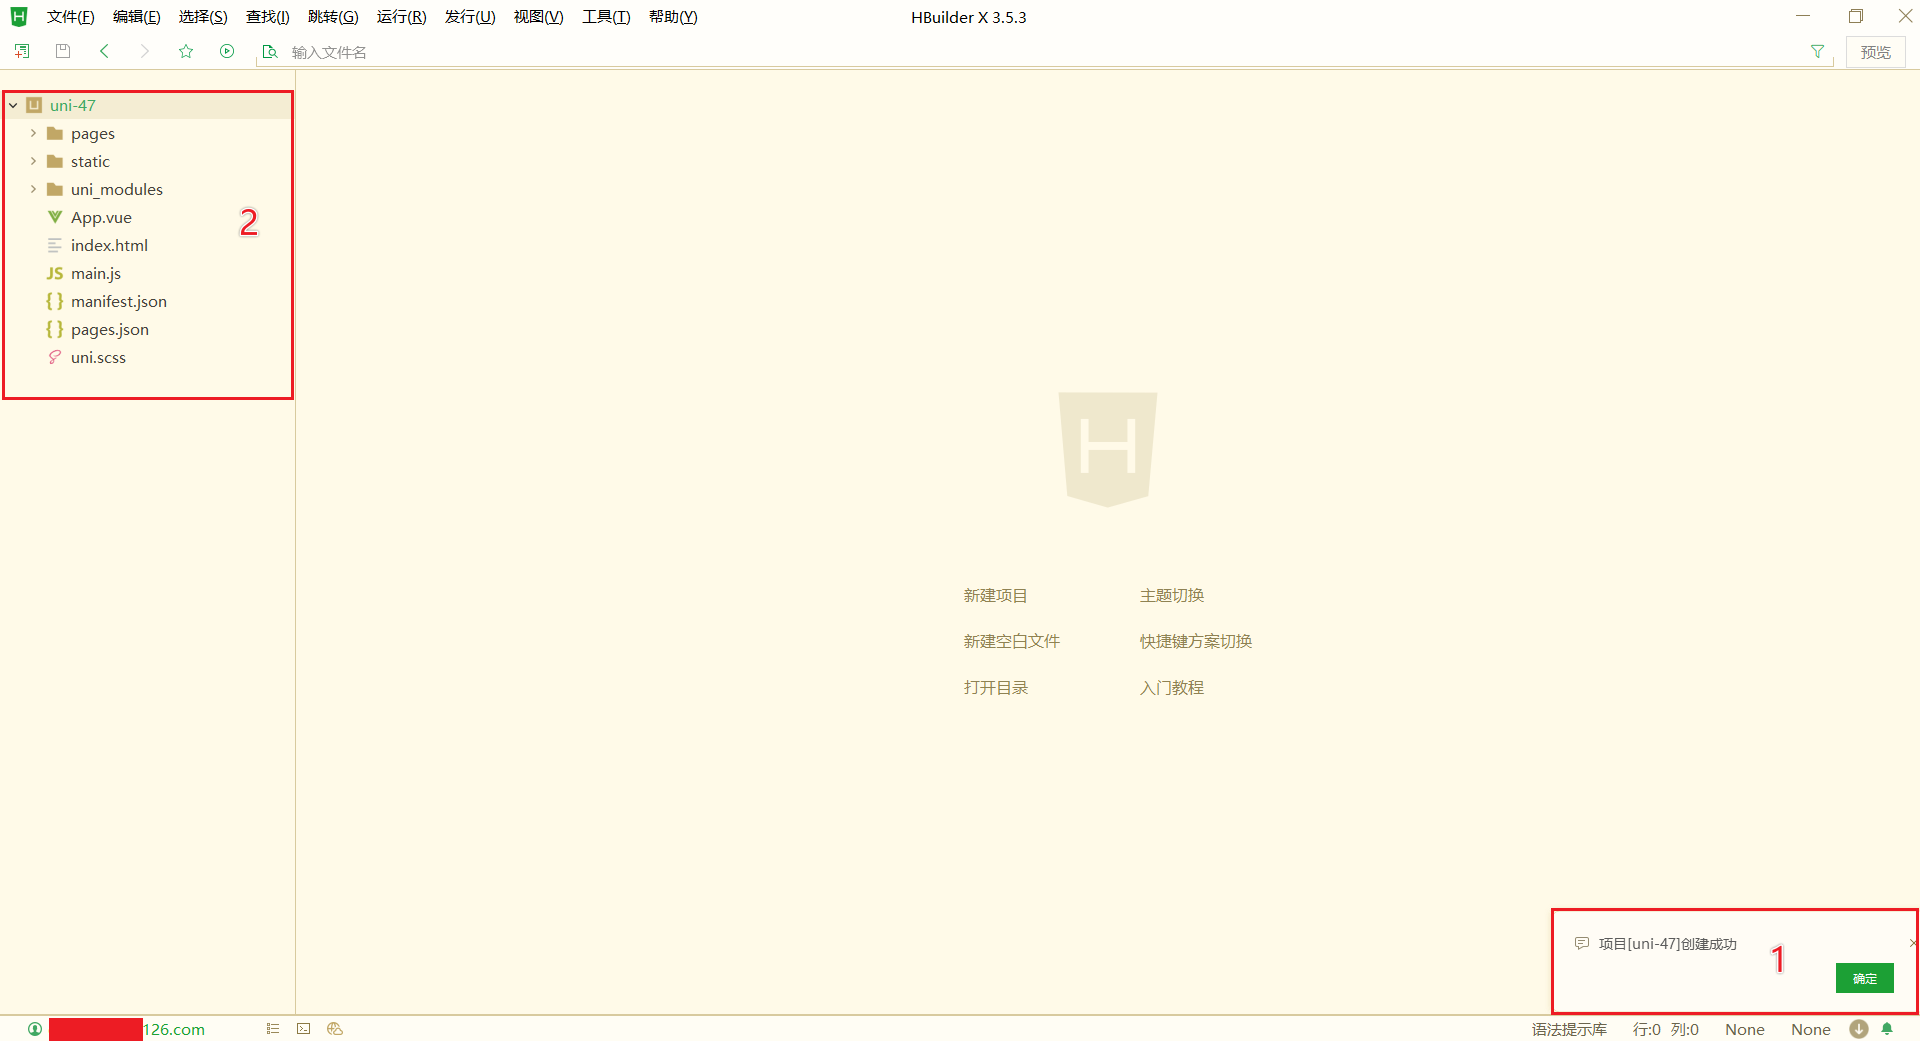 文件(F) 编辑(E) 选择(S) 查找(I) 跳转(G) 运行(R) 发行(U) 视图(V) 工具(T) 帮助(Y) HBuilder X 3.5.3
输入文件名 预览
uni-47
pages
static
uni_modules
App.vue
index.html
JS main.js
{ } manifest.json
{ } pages.json
uni.scss
2
H
新建项目 主题切换
新建空白文件 快捷键方案切换
打开目录 入门教程
项目[uni-47]创建成功
1
确定
126.com 语法提示库 行:0 列:0 None None